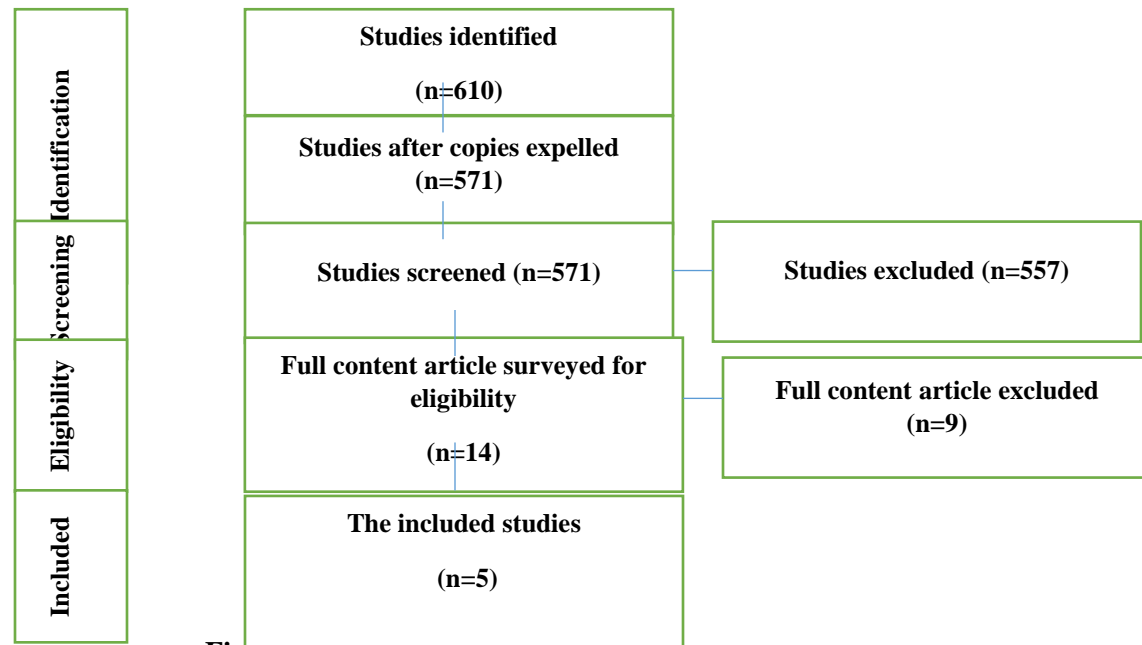 Identification
Studies identified
(n=610)
Studies after copies expelled
(n=571)
Screening
Studies screened (n=571)
Studies excluded (n=557)
Eligibility
Full content article surveyed for
eligibility
(n=14)
Full content article excluded
(n=9)
Included
The included studies
(n=5)